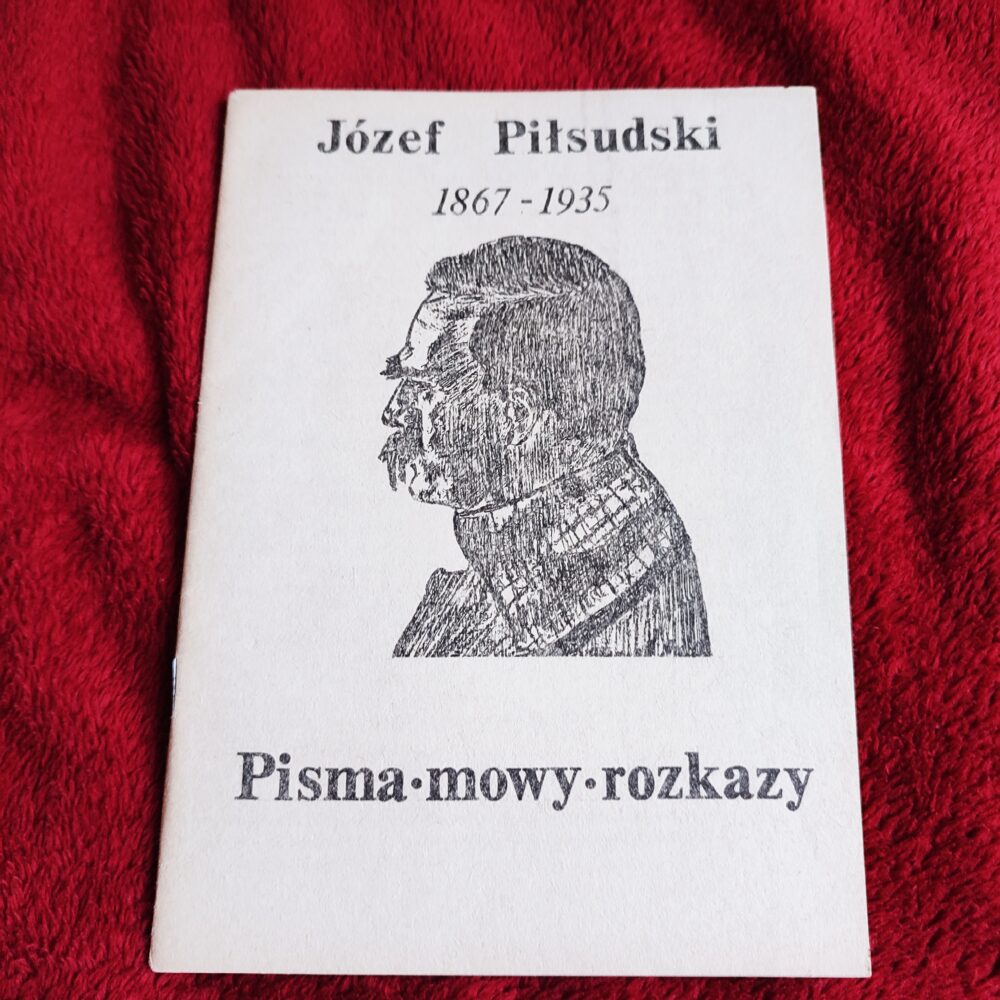 Józef Piłsudski
1867 - 1935
Pisma·mowy·rozkazy